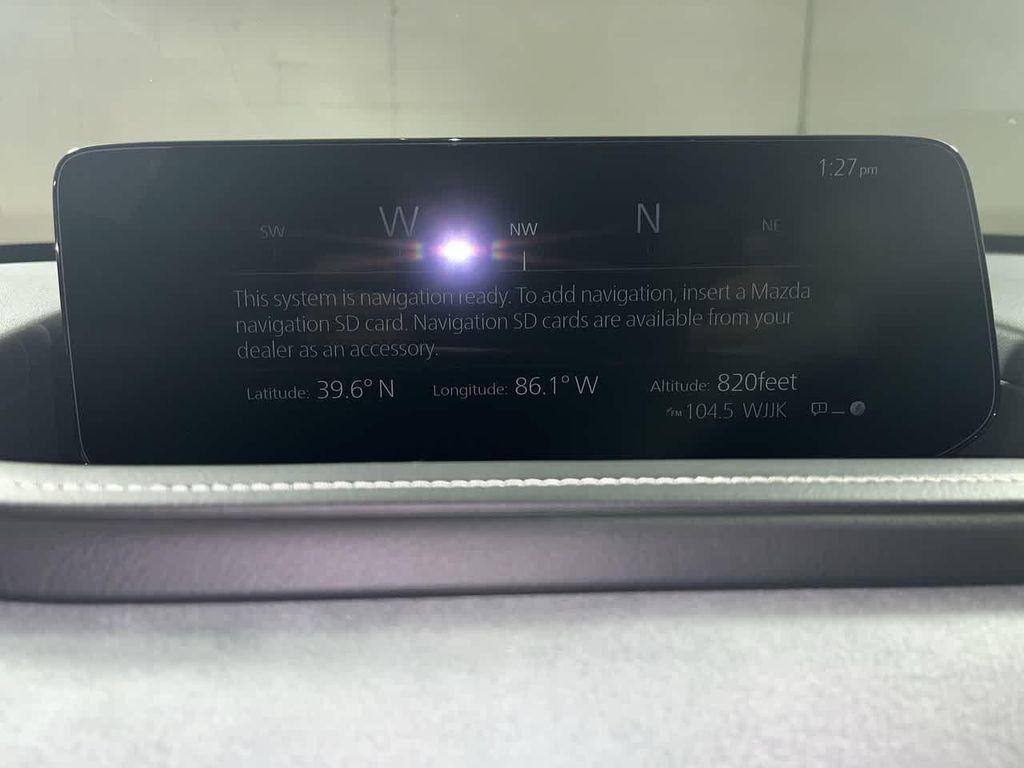 1:27 pm
SW W NW N NE
This system is navigation ready. To add navigation, insert a Mazda
navigation SD card. Navigation SD cards are available from your
dealer as an accessory.
Latitude: 39.6° N Longitude: 86.1° W Altitude: 820feet
FM 104.5 WJJK